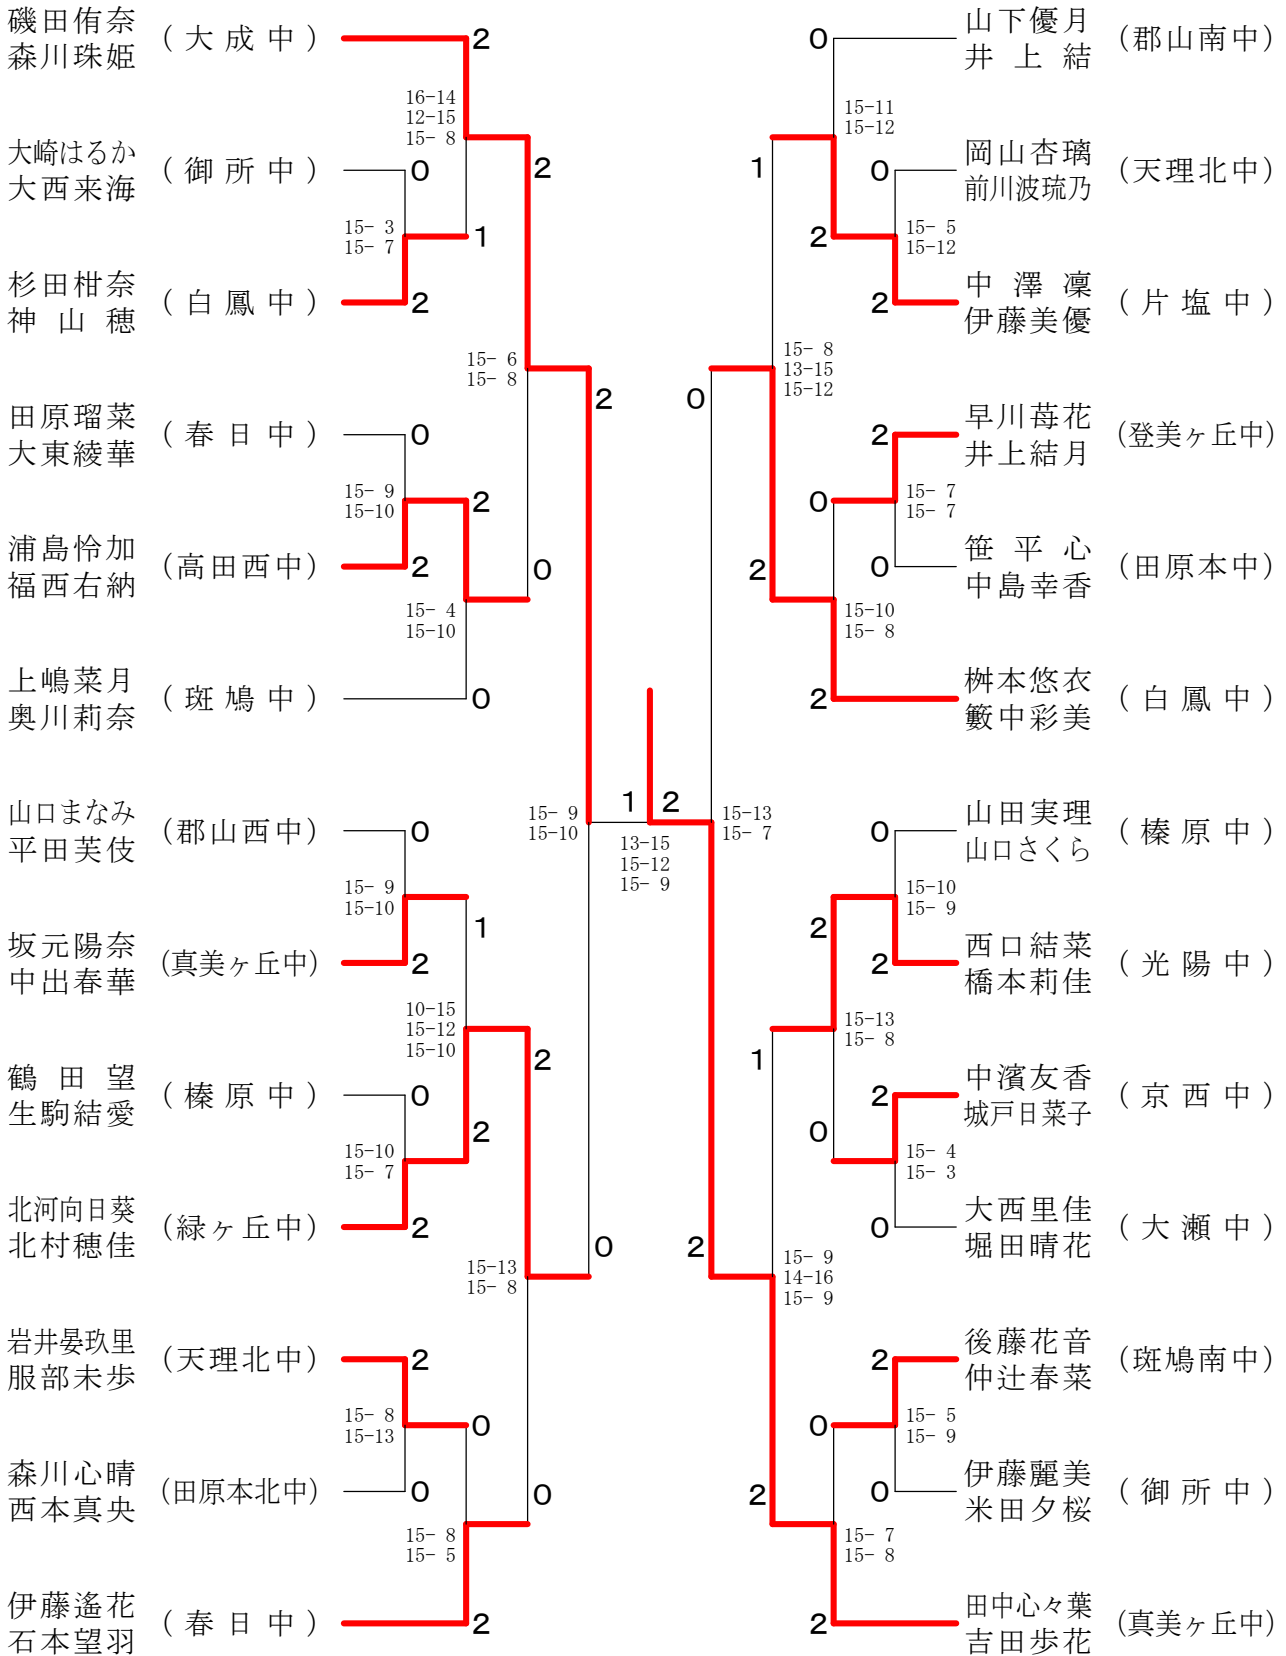 磯田侑奈
森川珠姫
(大成中)
2
16-14
12-15
15- 8
大崎はるか
大西来海
(御所中)
0
2
15- 3
15- 7
1
杉田柑奈
神山穂
(白鳳中)
2
15- 6
15- 8
2
田原瑠菜
大東綾華
(春日中)
0
15- 9
15-10
2
浦島怜加
福西右納
(高田西中)
2
0
15- 4
15-10
上嶋菜月
奥川莉奈
(斑鳩中)
0
山口まなみ
平田芙伎
(郡山西中)
0
15- 9
15-10
15- 9
15-10
1
坂元陽奈
中出春華
(真美ヶ丘中)
2
10-15
15-12
15-10
2
鶴田望
生駒結愛
(榛原中)
0
2
15-10
15- 7
北河向日葵
北村穂佳
(緑ヶ丘中)
2
0
15-13
15- 8
岩井晏玖里
服部未歩
(天理北中)
2
15- 8
15-13
0
森川心晴
西本真央
(田原本北中)
0
0
15- 8
15- 5
伊藤遙花
石本望羽
(春日中)
2
1
2
13-15
15-12
15- 9
0
山下優月
井上結
(郡山南中)
15-11
15-12
1
0
岡山杏璃
前川波琉乃
(天理北中)
2
15- 5
15-12
2
中澤凜
伊藤美優
(片塩中)
15- 8
13-15
15-12
0
2
早川苺花
井上結月
(登美ヶ丘中)
0
15- 7
15- 7
2
0
笹平心
中島幸香
(田原本中)
15-10
15- 8
2
桝本悠衣
籔中彩美
(白鳳中)
15-13
15- 7
0
山田実理
山口さくら
(榛原中)
15-10
15- 9
2
2
西口結菜
橋本莉佳
(光陽中)
15-13
15- 8
1
2
中濱友香
城戸日菜子
(京西中)
0
15- 4
15- 3
0
大西里佳
堀田晴花
(大瀬中)
2
15- 9
14-16
15- 9
2
後藤花音
仲辻春菜
(斑鳩南中)
0
15- 5
15- 9
2
0
伊藤麗美
米田夕桜
(御所中)
15- 7
15- 8
2
田中心々葉
吉田歩花
(真美ヶ丘中)